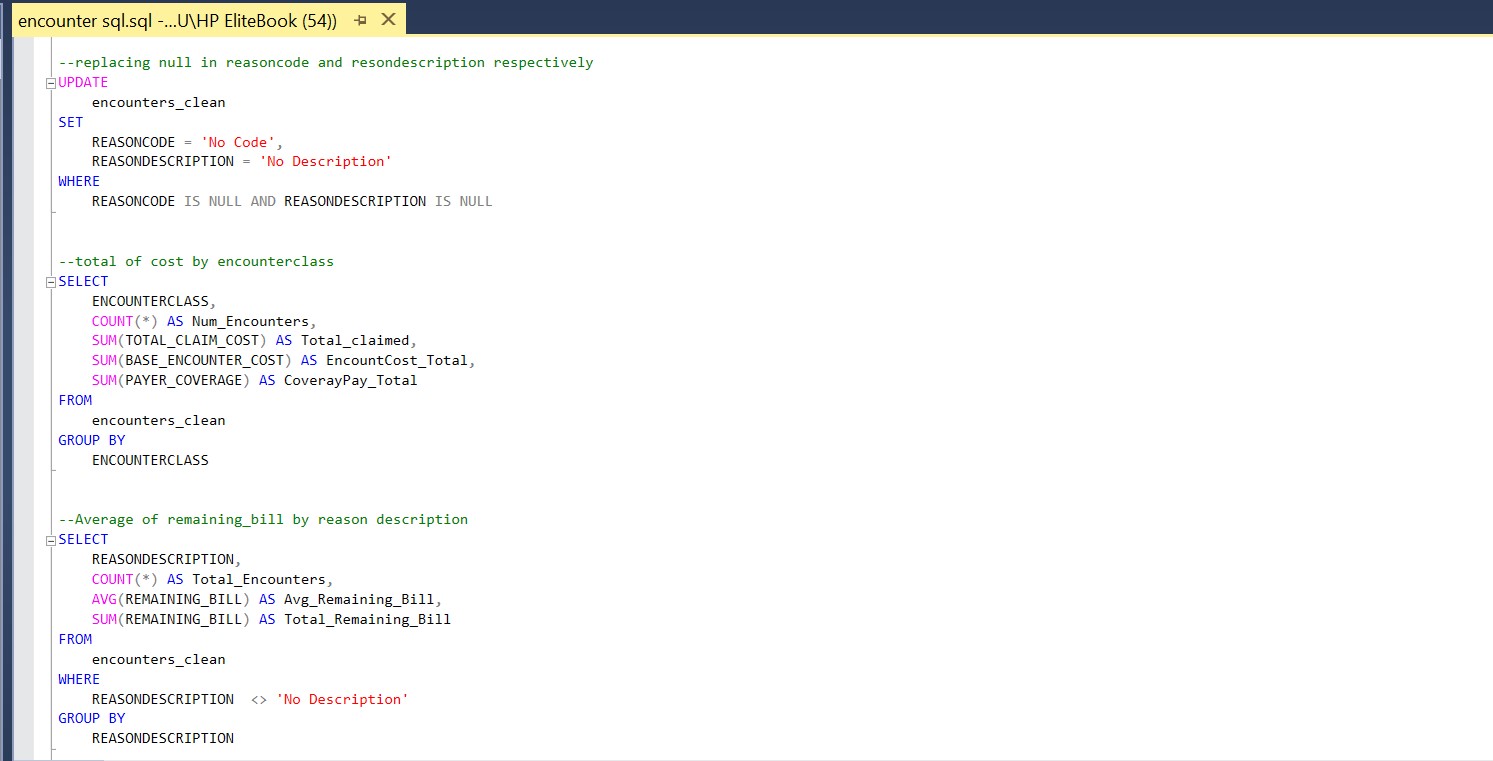 encounter sql.sql -...U\HP EliteBook (54))
--replacing null in reasoncode and resondescription respectively
UPDATE
    encounters_clean
SET
    REASONCODE = 'No Code',
    REASONDESCRIPTION = 'No Description'
WHERE
    REASONCODE IS NULL AND REASONDESCRIPTION IS NULL
--total of cost by encounterclass
SELECT
    ENCOUNTERCLASS,
    COUNT(*) AS Num_Encounters,
    SUM(TOTAL_CLAIM_COST) AS Total_claimed,
    SUM(BASE_ENCOUNTER_COST) AS EncountCost_Total,
    SUM(PAYER_COVERAGE) AS CoverayPay_Total
FROM
    encounters_clean
GROUP BY
    ENCOUNTERCLASS
--Average of remaining_bill by reason description
SELECT
    REASONDESCRIPTION,
    COUNT(*) AS Total_Encounters,
    AVG(REMAINING_BILL) AS Avg_Remaining_Bill,
    SUM(REMAINING_BILL) AS Total_Remaining_Bill
FROM
    encounters_clean
WHERE
    REASONDESCRIPTION  <> 'No Description'
GROUP BY
    REASONDESCRIPTION